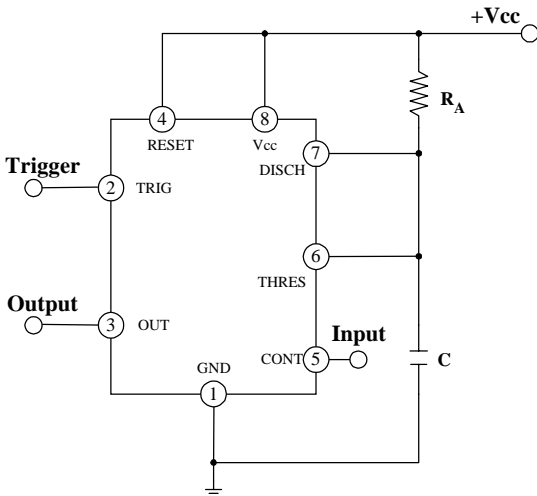 +Vcc
R_A
4
8
RESET
Vcc
7
DISCH
Trigger
2
TRIG
6
THRES
Output
3
OUT
Input
CONT
5
C
GND
1